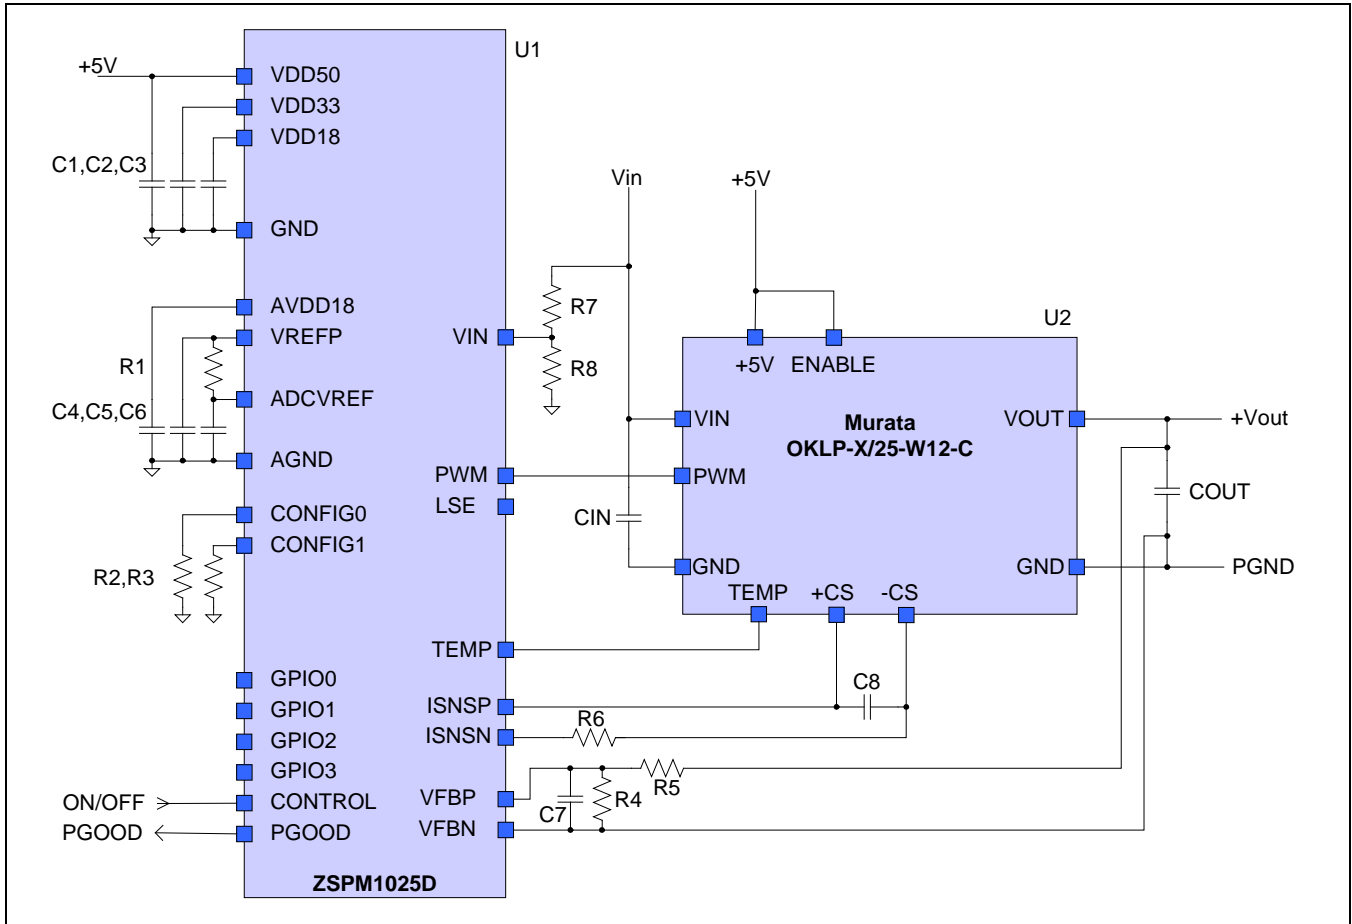 U1
+5V
VDD50
VDD33
VDD18
C1,C2,C3
GND
AVDD18
VREFP
R1
ADCVREF
C4,C5,C6
AGND
CONFIG0
CONFIG1
R2,R3
GPIO0
GPIO1
GPIO2
GPIO3
ON/OFF
CONTROL
PGOOD
PGOOD
ZSPM1025D
VIN
PWM
LSE
TEMP
ISNSP
ISNSN
VFBP
VFBN
Vin
+5V
R7
R8
CIN
U2
+5V
ENABLE
VIN
Murata
OKLP-X/25-W12-C
VOUT
PWM
GND
GND
TEMP
+CS
-CS
+Vout
COUT
PGND
C8
R6
R5
C7
R4